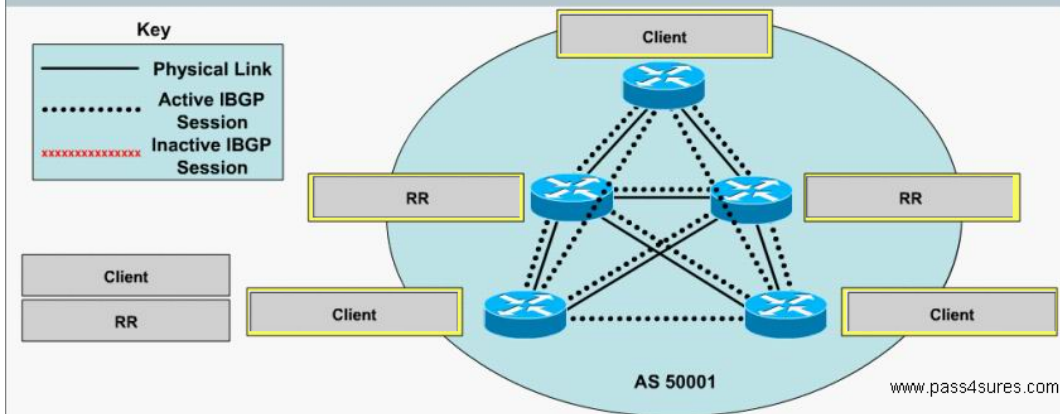 Key
Physical Link
Active IBGP
Session
xxxxxxxxxxxxxxx
Inactive IBGP
Session
Client
RR
RR
Client
RR
Client
Client
AS 50001
www.pass4sures.com